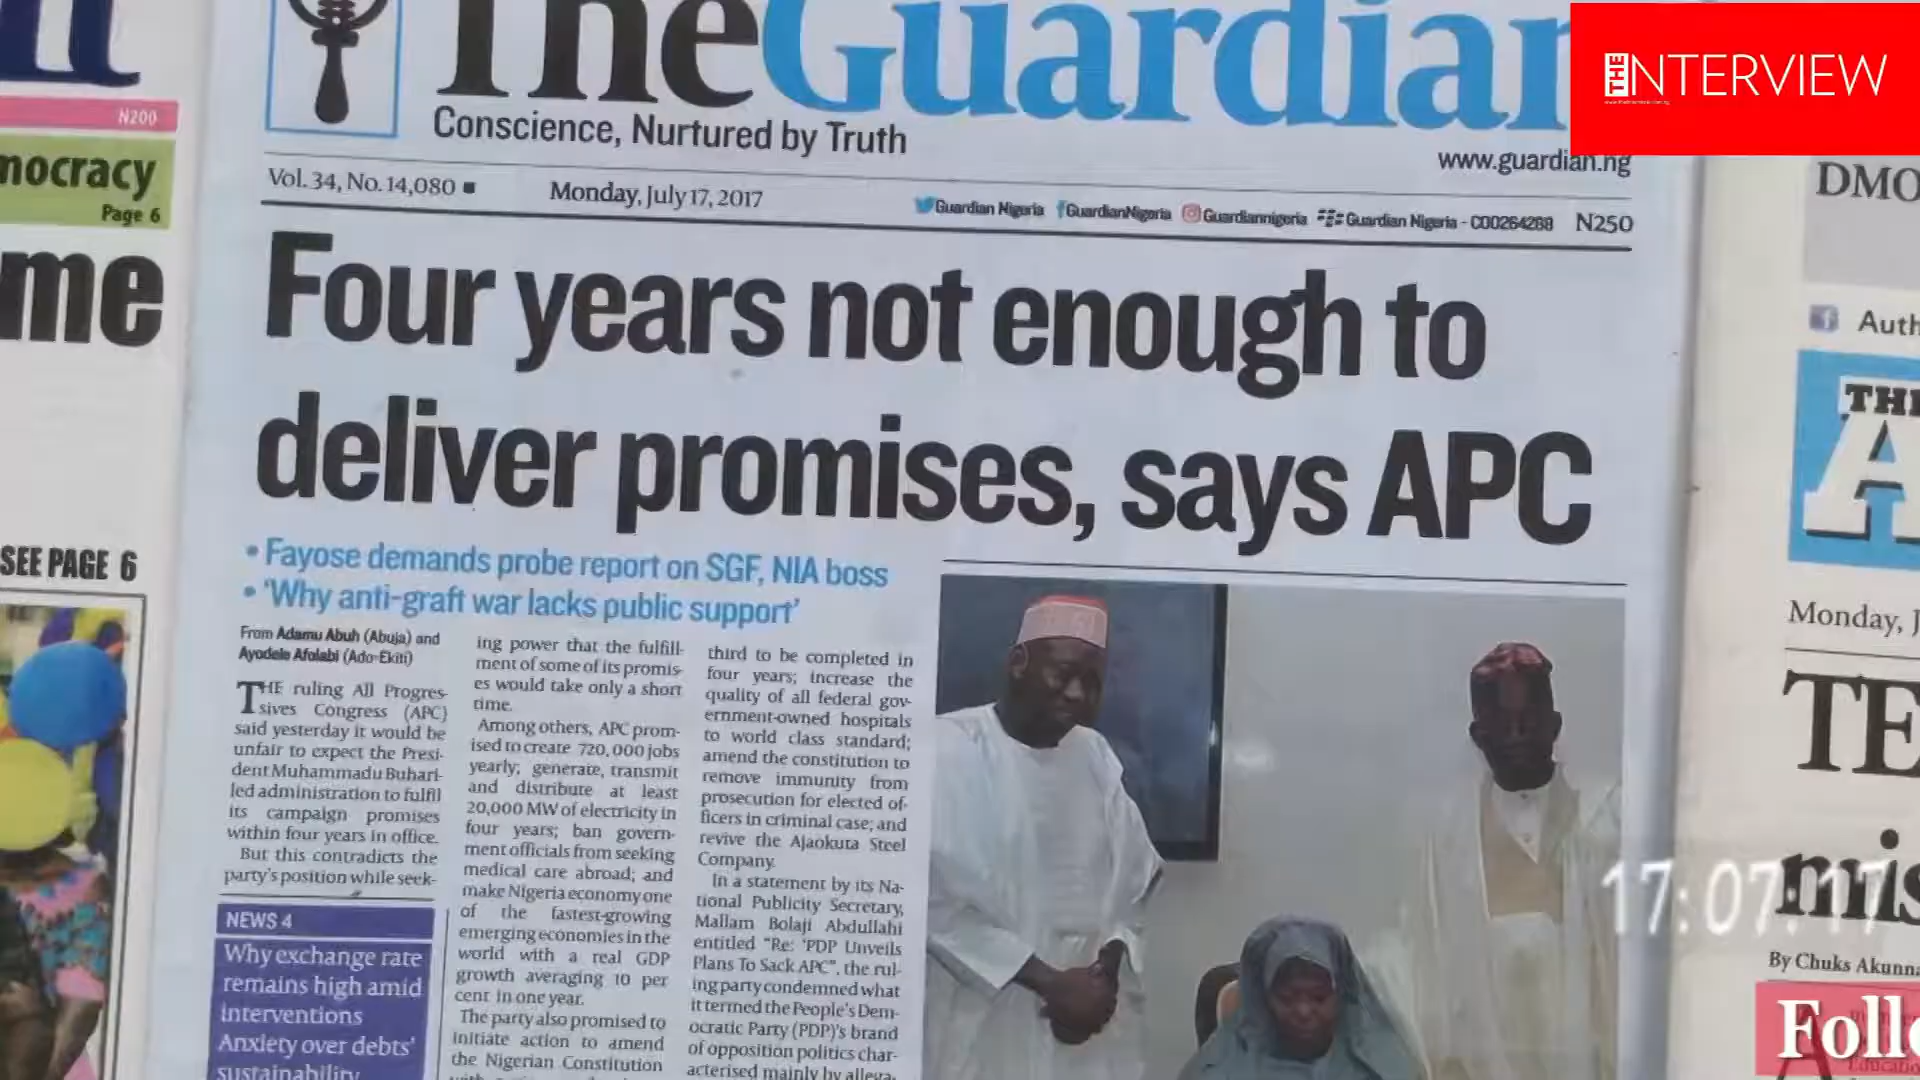 N200
mocracy
Page 6
me
SEE PAGE 6
TheGuardian
Conscience, Nurtured by Truth
www.guardian.ng
Vol. 34, No. 14,080
Monday, July 17, 2017
Guardian Nigeria
GuardianNigeria
Guardiannigeria
Guardian Nigeria - C00264288
N250
Four years not enough to
deliver promises, says APC
• Fayose demands probe report on SGF, NIA boss
• 'Why anti-graft war lacks public support'
From Adamu Abuh (Abuja) and
Ayodele Afolabi (Ado-Ekiti)
THE ruling All Progres-
sives Congress (APC)
said yesterday it would be
unfair to expect the Presi-
dent Muhammadu Buhari-
led administration to fulfil
its campaign promises
within four years in office.
But this contradicts the
party's position while seek-
NEWS 4
Why exchange rate
remains high amid
interventions
Anxiety over debts'
sustainability
ing power that the fulfill-
ment of some of its promis-
es would take only a short
time.
Among others, APC prom-
ised to create 720,000 jobs
yearly; generate, transmit
and distribute at least
20,000 MW of electricity in
four years; ban govern-
ment officials from seeking
medical care abroad; and
make Nigeria economy one
of the fastest-growing
emerging economies in the
world with a real GDP
growth averaging 10 per
cent in one year.
The party also promised to
initiate action to amend
the Nigerian Constitution
third to be completed in
four years; increase the
quality of all federal gov-
ernment-owned hospitals
to world class standard;
amend the constitution to
remove immunity from
prosecution for elected of-
ficers in criminal case; and
revive the Ajaokuta Steel
Company.
In a statement by its Na-
tional Publicity Secretary,
Mallam Bolaji Abdullahi
entitled "Re: 'PDP Unveils
Plans To Sack APC", the rul-
ing party condemned what
it termed the People's Dem-
ocratic Party (PDP)'s brand
of opposition politics char-
acterised mainly by allega-
THE INTERVIEW
DMO
Auth
THE
A
Monday, J
TE
mis
17:07:17
By Chuks Akunna
Follo